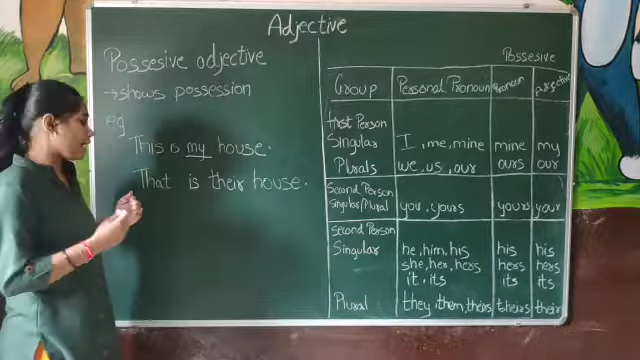 Adjective
Possesive adjective
→shows possession
eg
This is my house.
That is their house.
Possesive
Group Personal Pronoun Pronoun Adjective
first Person
Singular I, me, mine mine my
Plurals we, us, our ours our
Second Person
Singular/Plural you, yours yours your
second Person
Singular he, him, his his his
she, her, hers hers hers
it, its its its
Plural they, them, theirs theirs their